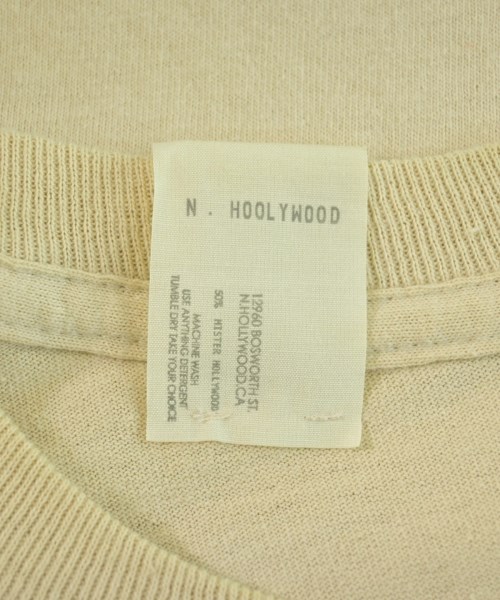 N . HOOLYWOOD
12960 BOSWORTH ST.
N.HOLLYWOOD.CA
50% MISTER HOLLYWOOD
MACHINE WASH
USE ANYTHING DETERGENT
TUMBLE DRY TAKE YOUR CHOICE